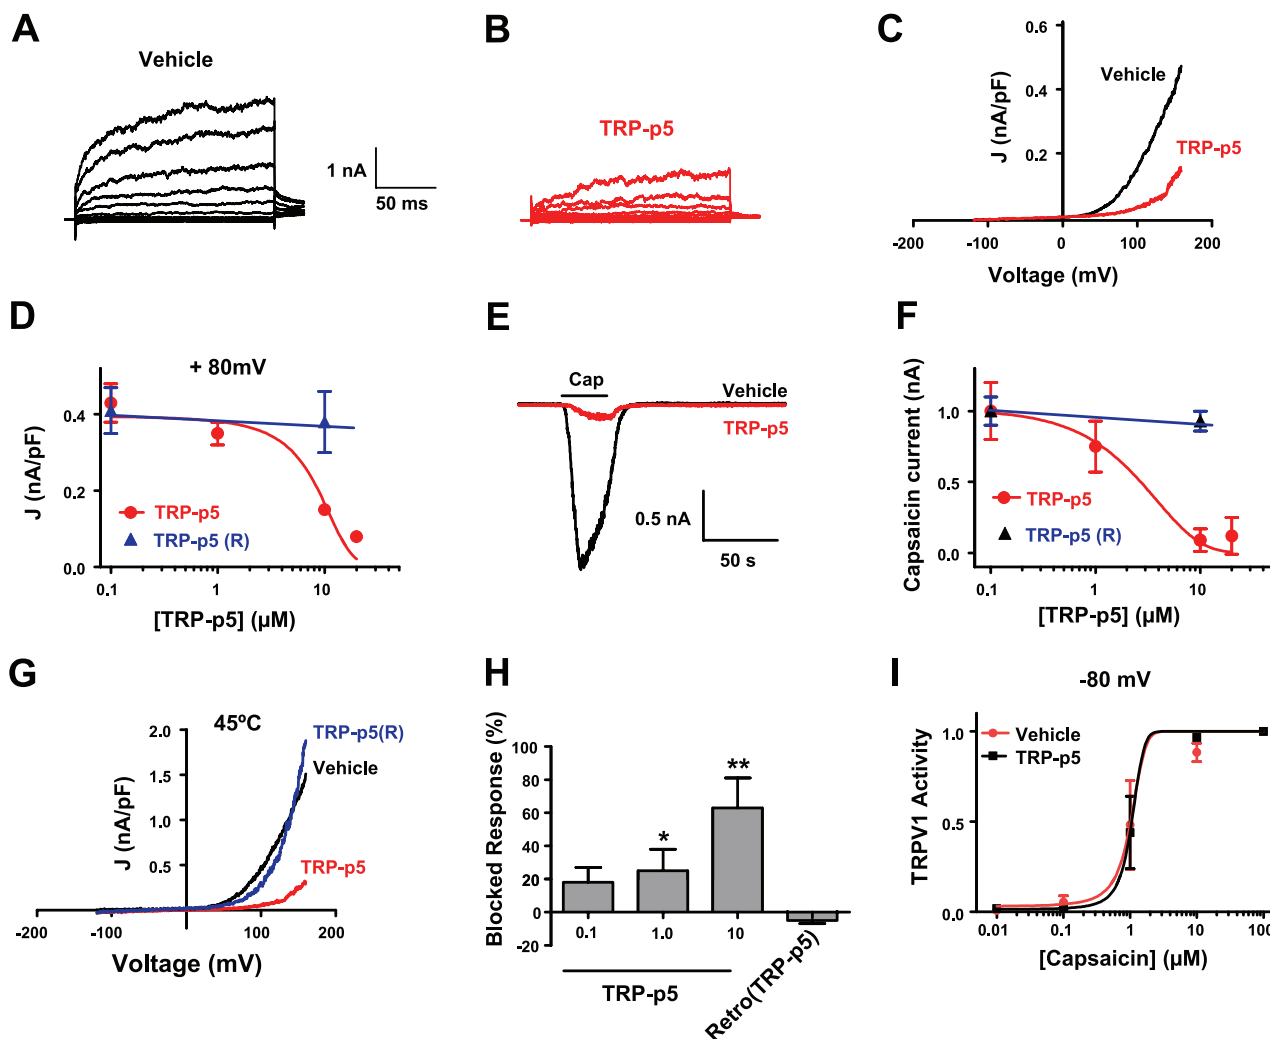 A
Vehicle
1 nA
50 ms
B
TRP-p5
C
0.6
0.4
0.2
J (nA/pF)
Vehicle
TRP-p5
-200
-100
0
100
200
Voltage (mV)
D
+ 80mV
0.4
0.2
0.0
J (nA/pF)
TRP-p5
TRP-p5 (R)
0.1
1
10
[TRP-p5] (µM)
E
Cap
Vehicle
TRP-p5
0.5 nA
50 s
F
Capsaicin current (nA)
1.0
0.5
0.0
TRP-p5
TRP-p5 (R)
0.1
1
10
[TRP-p5] (µM)
G
45ºC
2.0
1.5
1.0
0.5
J (nA/pF)
TRP-p5(R)
Vehicle
TRP-p5
-200
-100
0
100
200
Voltage (mV)
H
Blocked Response (%)
100
80
60
40
20
0
-20
*
**
0.1
1.0
10
TRP-p5
Retro(TRP-p5)
I
-80 mV
TRPV1 Activity
1.0
0.5
0.0
Vehicle
TRP-p5
0.01
0.1
1
10
100
[Capsaicin] (µM)